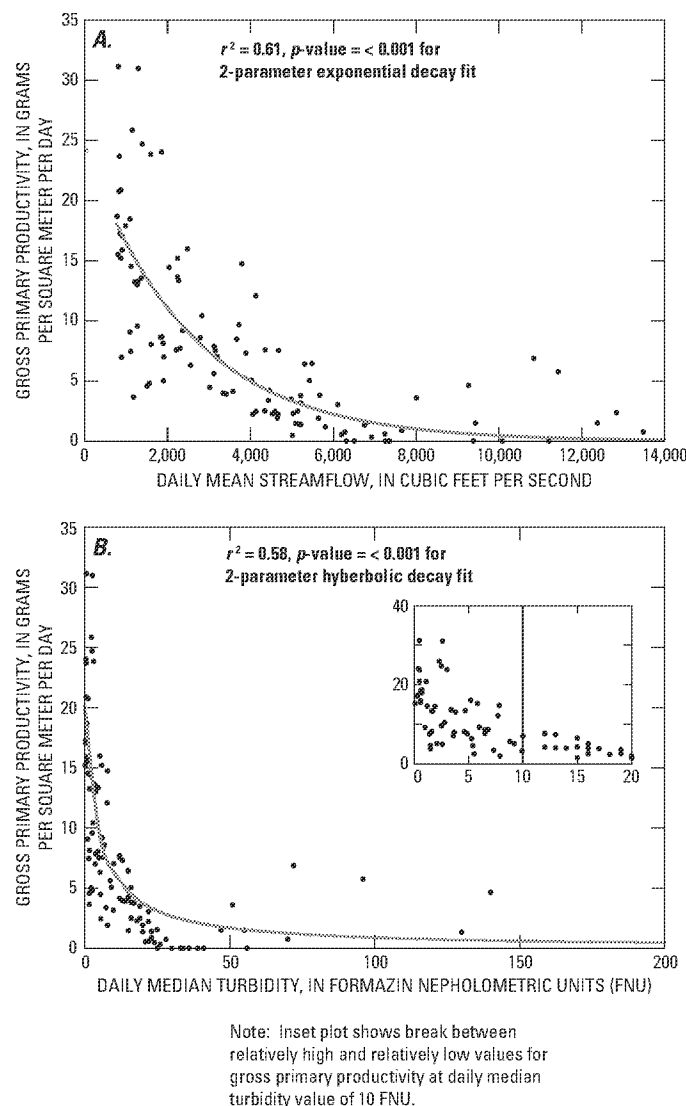 A.
r² = 0.61, p-value = < 0.001 for
2-parameter exponential decay fit
GROSS PRIMARY PRODUCTIVITY, IN GRAMS
PER SQUARE METER PER DAY
35
30
25
20
15
10
5
0
0
2,000
4,000
6,000
8,000
10,000
12,000
14,000
DAILY MEAN STREAMFLOW, IN CUBIC FEET PER SECOND
B.
r² = 0.58, p-value = < 0.001 for
2-parameter hyberbolic decay fit
GROSS PRIMARY PRODUCTIVITY, IN GRAMS
PER SQUARE METER PER DAY
35
30
25
20
15
10
5
0
40
20
0
0
5
10
15
20
0
50
100
150
200
DAILY MEDIAN TURBIDITY, IN FORMAZIN NEPHOLOMETRIC UNITS (FNU)
Note: Inset plot shows break between
relatively high and relatively low values for
gross primary productivity at daily median
turbidity value of 10 FNU.